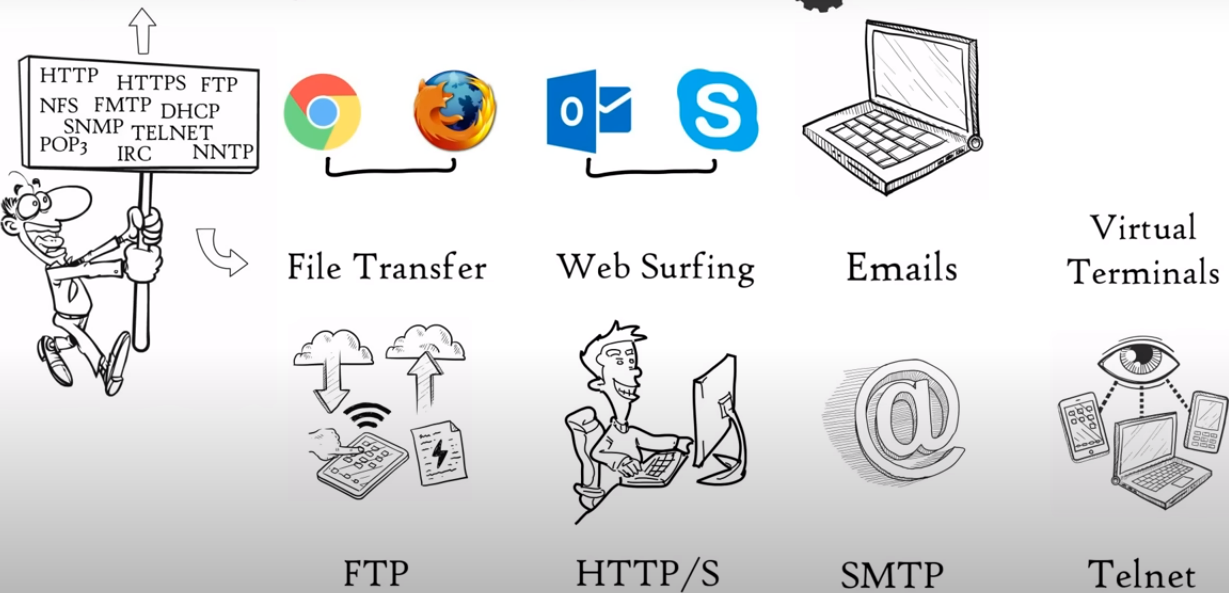 HTTP HTTPS FTP
NFS FMTP DHCP
SNMP TELNET
POP3 IRC NNTP
O
S
File Transfer
Web Surfing
Emails
Virtual
Terminals
@
FTP
HTTP/S
SMTP
Telnet